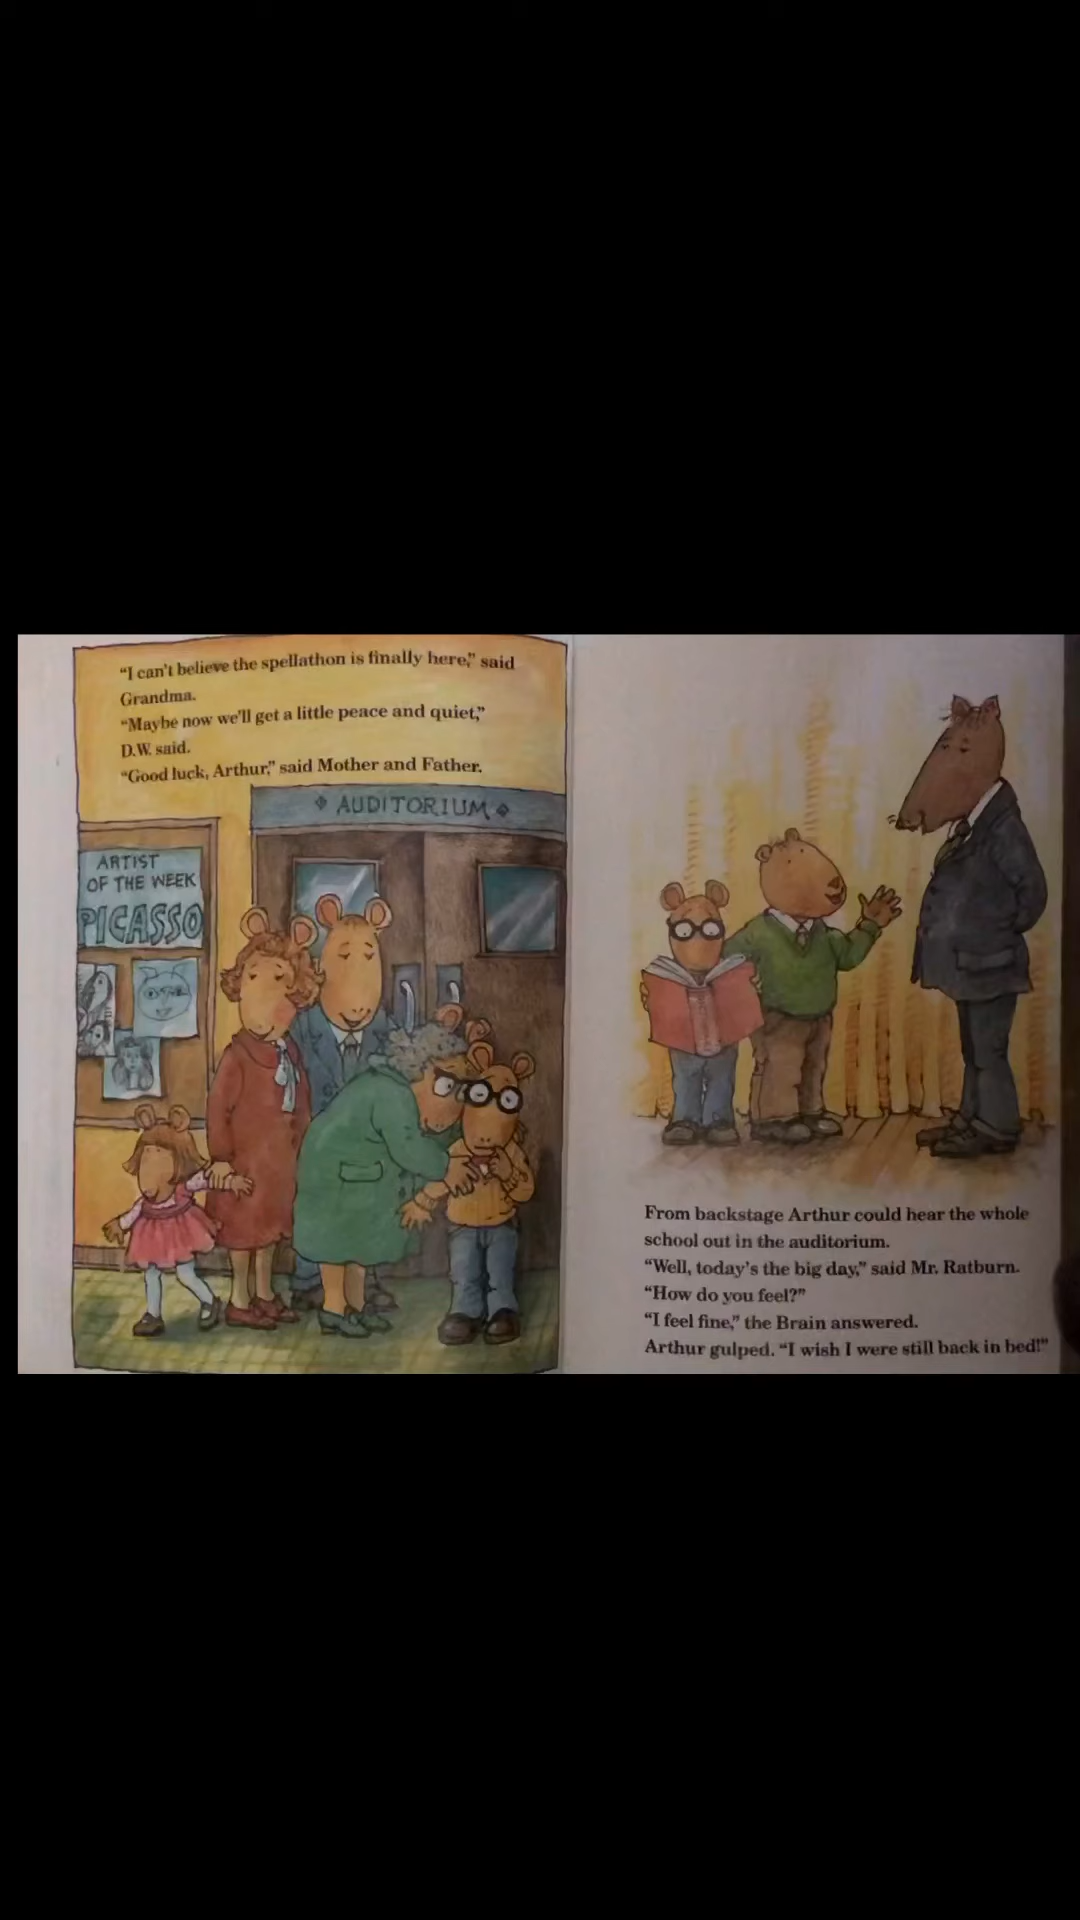 “I can't believe the spellathon is finally here,” said
Grandma.
“Maybe now we'll get a little peace and quiet,”
D.W. said.
“Good luck, Arthur,” said Mother and Father.
AUDITORIUM
ARTIST
OF THE WEEK
PICASSO
From backstage Arthur could hear the whole
school out in the auditorium.
“Well, today's the big day,” said Mr. Ratburn.
“How do you feel?”
“I feel fine,” the Brain answered.
Arthur gulped. “I wish I were still back in bed!”